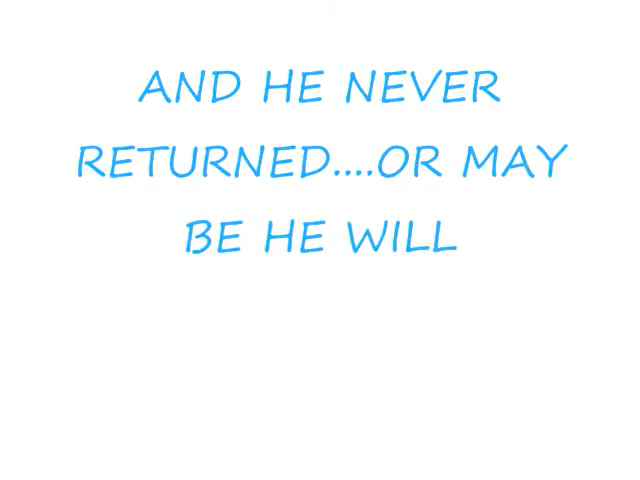 AND HE NEVER
RETURNED....OR MAY
BE HE WILL